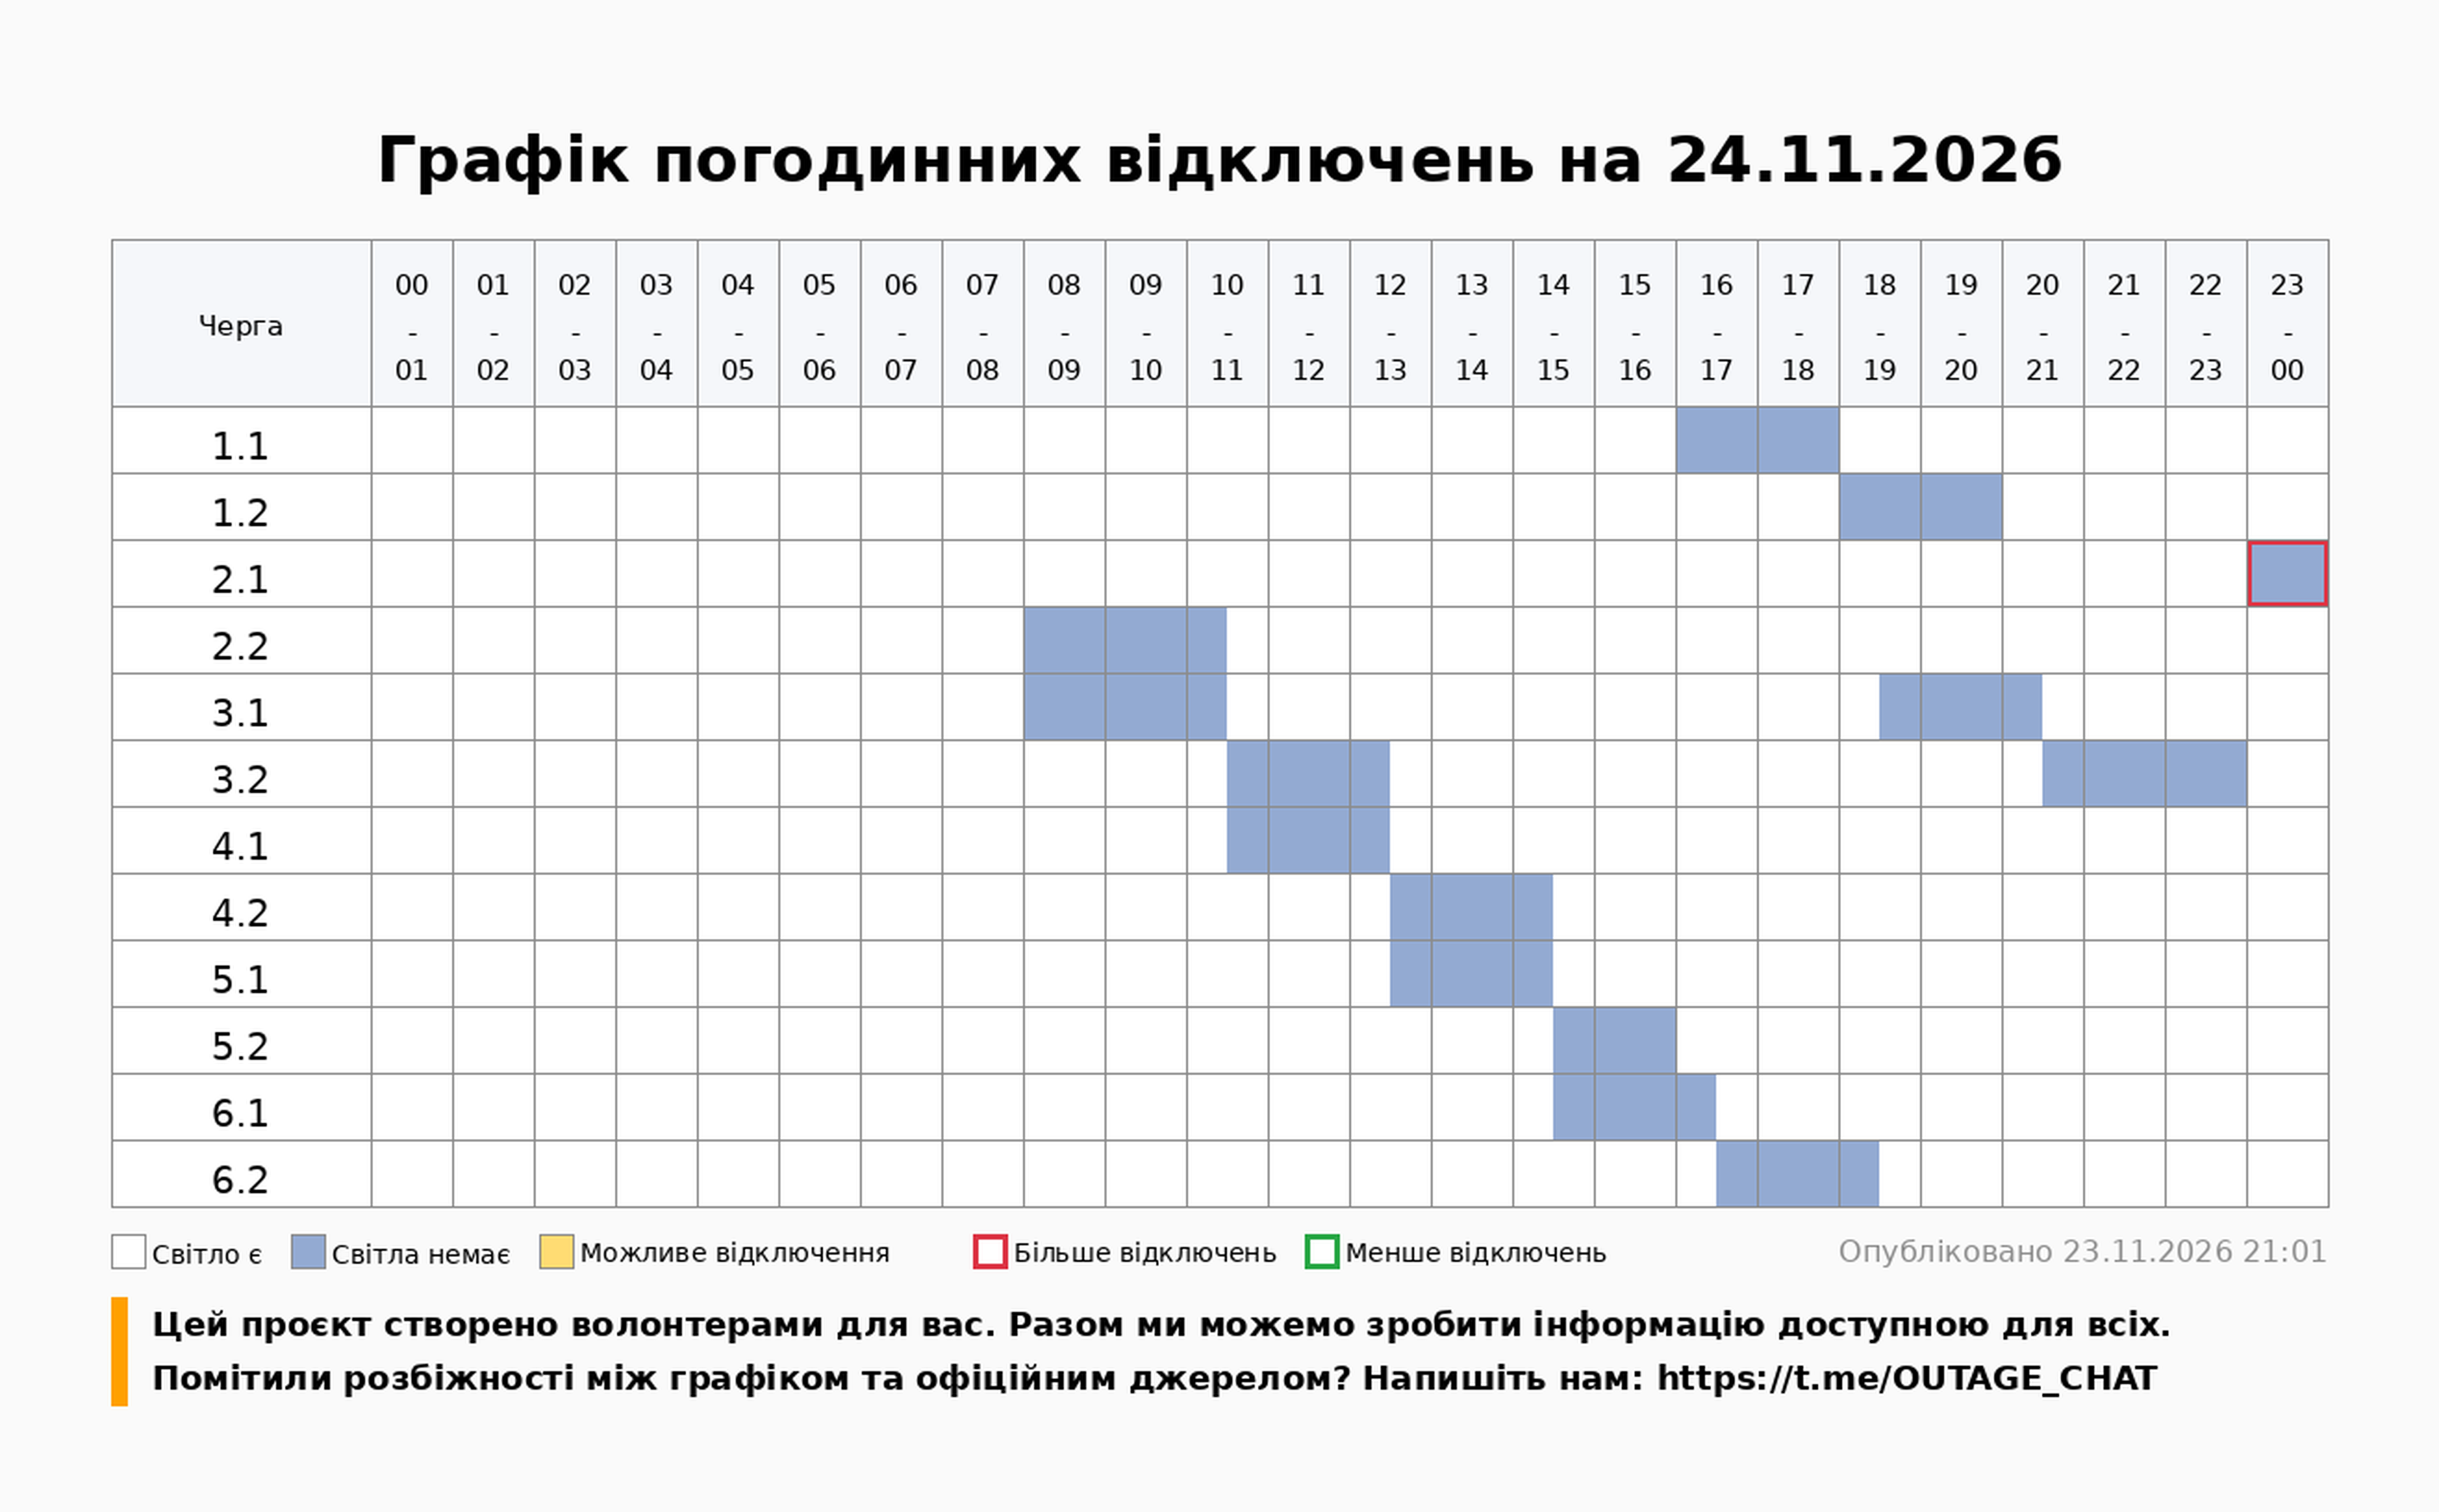 Графік погодинних відключень на 24.11.2026
Черга
00 - 01
01 - 02
02 - 03
03 - 04
04 - 05
05 - 06
06 - 07
07 - 08
08 - 09
09 - 10
10 - 11
11 - 12
12 - 13
13 - 14
14 - 15
15 - 16
16 - 17
17 - 18
18 - 19
19 - 20
20 - 21
21 - 22
22 - 23
23 - 00
1.1
1.2
2.1
2.2
3.1
3.2
4.1
4.2
5.1
5.2
6.1
6.2
Світло є
Світла немає
Можливе відключення
Більше відключень
Менше відключень
Опубліковано 23.11.2026 21:01
Цей проєкт створено волонтерами для вас. Разом ми можемо зробити інформацію доступною для всіх.
Помітили розбіжності між графіком та офіційним джерелом? Напишіть нам: https://t.me/OUTAGE_CHAT